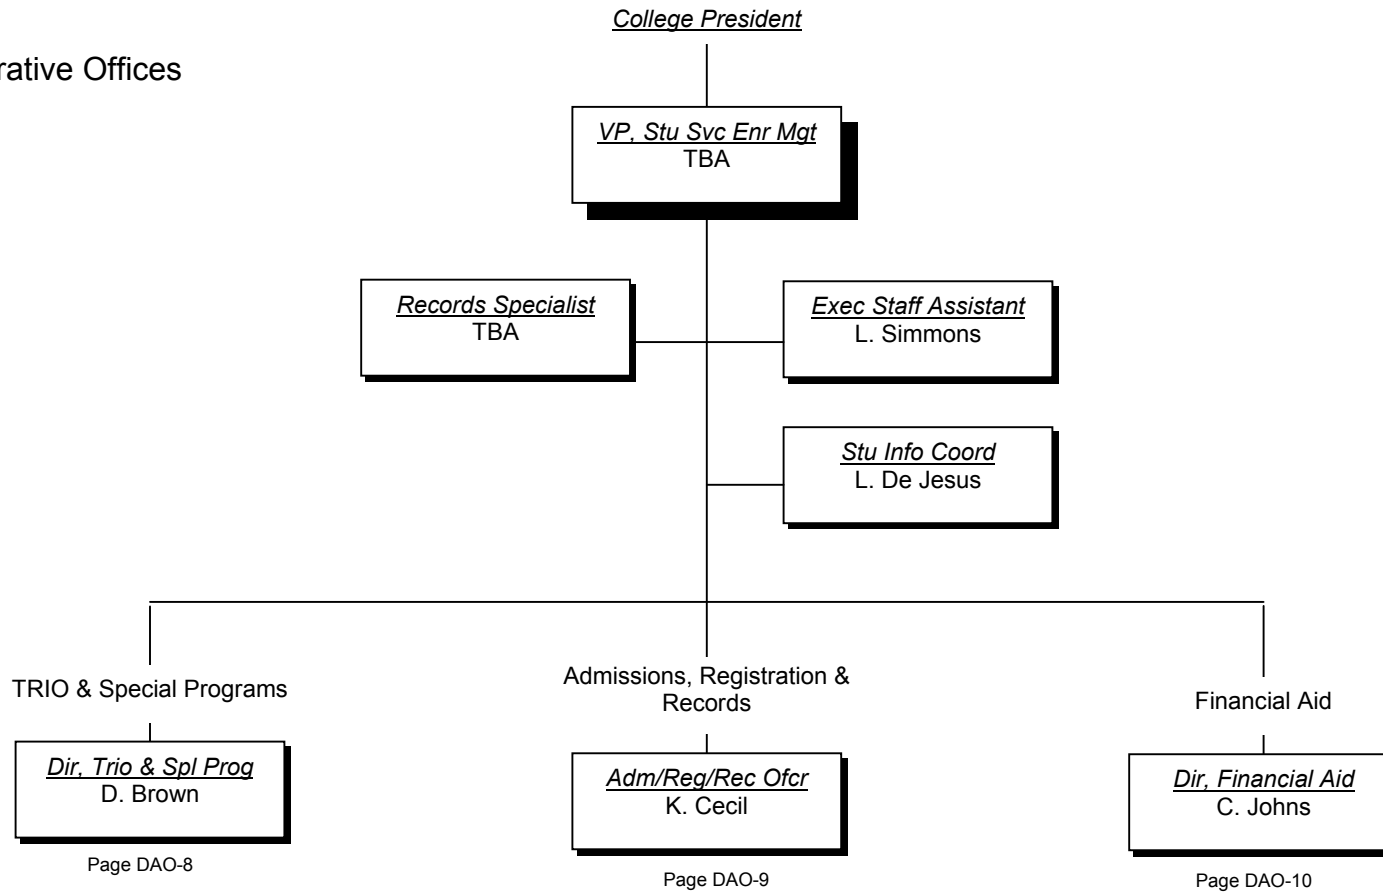 College President
rative Offices
VP, Stu Svc Enr Mgt
TBA
Records Specialist
TBA
Exec Staff Assistant
L. Simmons
Stu Info Coord
L. De Jesus
TRIO & Special Programs
Admissions, Registration &
Records
Financial Aid
Dir, Trio & Spl Prog
D. Brown
Adm/Reg/Rec Ofcr
K. Cecil
Dir, Financial Aid
C. Johns
Page DAO-8
Page DAO-9
Page DAO-10